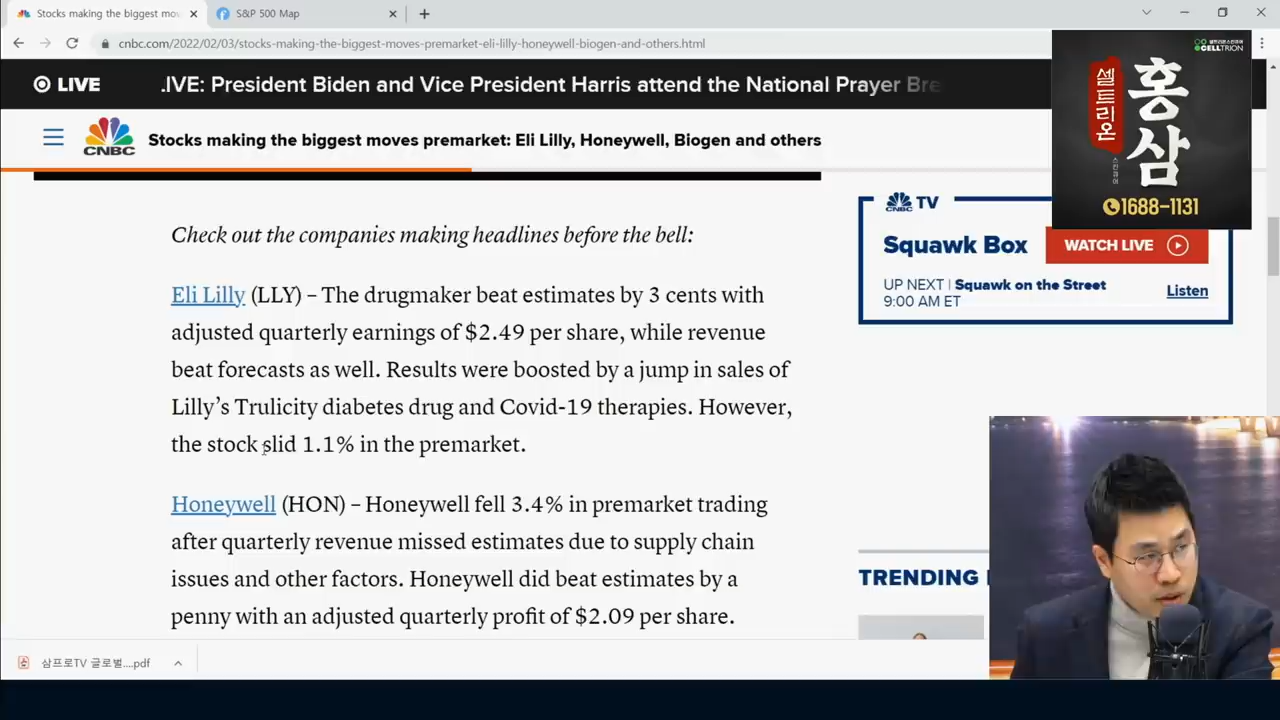 Stocks making the biggest mov
S&P 500 Map
cnbc.com/2022/02/03/stocks-making-the-biggest-moves-premarket-eli-lilly-honeywell-biogen-and-others.html
LIVE
.IVE: President Biden and Vice President Harris attend the National Prayer Bre
CNBC
Stocks making the biggest moves premarket: Eli Lilly, Honeywell, Biogen and others
CELLTRION
셀트리온
스킨큐어
홍삼
1688-1131
Check out the companies making headlines before the bell:
Eli Lilly (LLY) – The drugmaker beat estimates by 3 cents with
adjusted quarterly earnings of $2.49 per share, while revenue
beat forecasts as well. Results were boosted by a jump in sales of
Lilly’s Trulicity diabetes drug and Covid-19 therapies. However,
the stock slid 1.1% in the premarket.
Honeywell (HON) – Honeywell fell 3.4% in premarket trading
after quarterly revenue missed estimates due to supply chain
issues and other factors. Honeywell did beat estimates by a
penny with an adjusted quarterly profit of $2.09 per share.
CNBC TV
Squawk Box
WATCH LIVE
UP NEXT | Squawk on the Street
9:00 AM ET
Listen
TRENDING
삼프로TV 글로벌....pdf